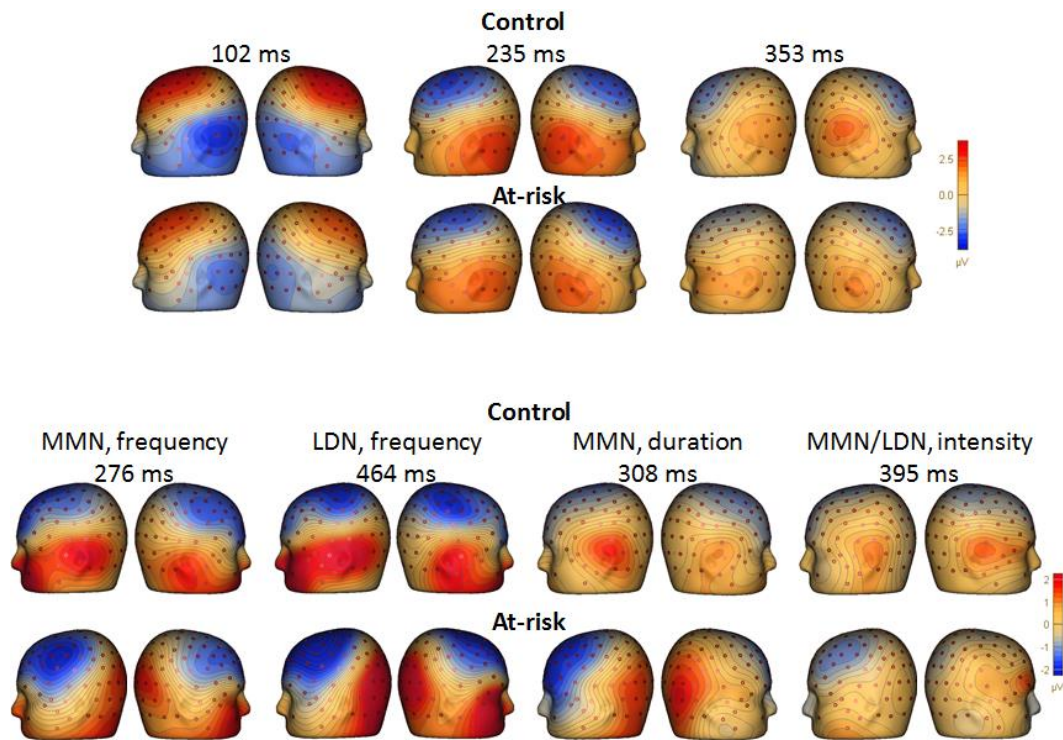 Control
102 ms 235 ms 353 ms
2.5
0.0
-2.5
µV
At-risk
Control
MMN, frequency LDN, frequency MMN, duration MMN/LDN, intensity
276 ms 464 ms 308 ms 395 ms
At-risk
2
1
0
-1
-2
µV